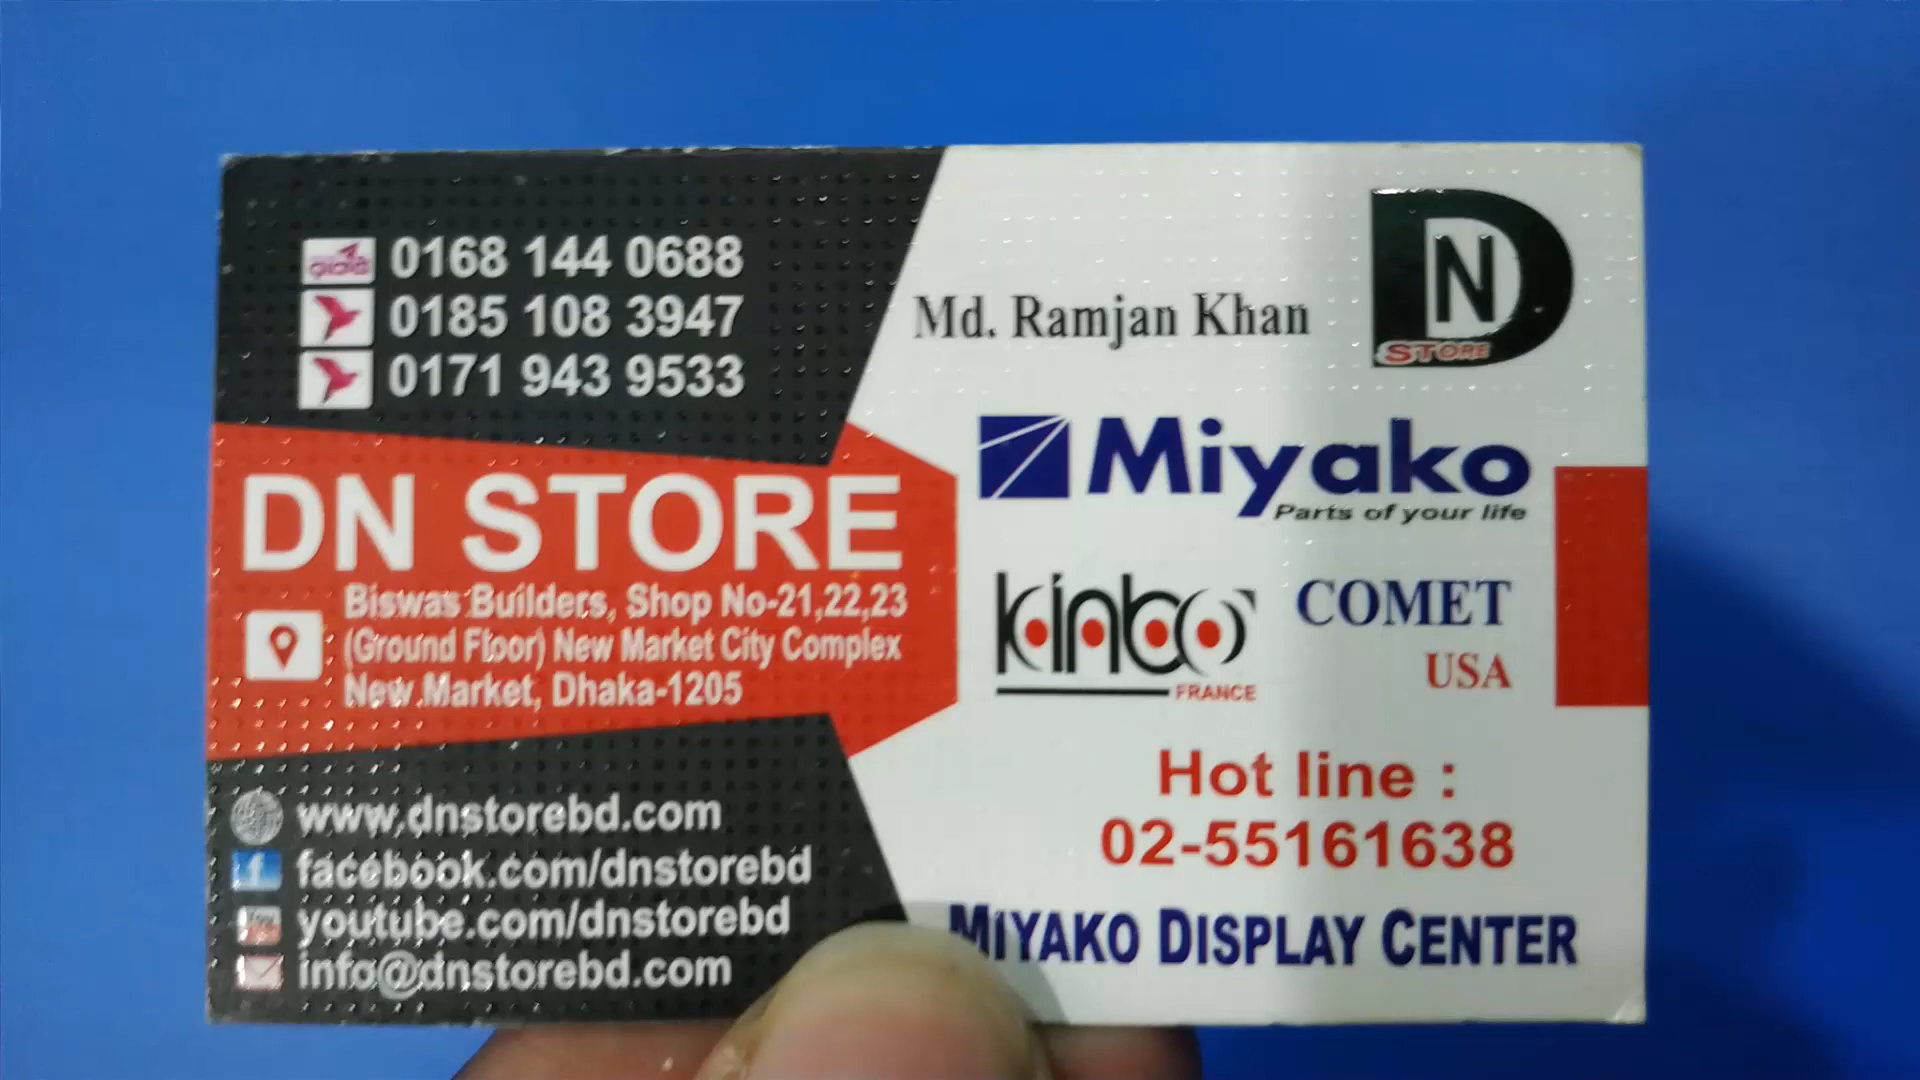 0168 144 0688
0185 108 3947
0171 943 9533
DN STORE
Biswas Builders, Shop No-21,22,23
(Ground Floor) New Market City Complex
New Market, Dhaka-1205
www.dnstorebd.com
facebook.com/dnstorebd
youtube.com/dnstorebd
info@dnstorebd.com
DN
STORE
Md. Ramjan Khan
Miyako
Parts of your life
kinbo
FRANCE
COMET
USA
Hot line :
02-55161638
MIYAKO DISPLAY CENTER